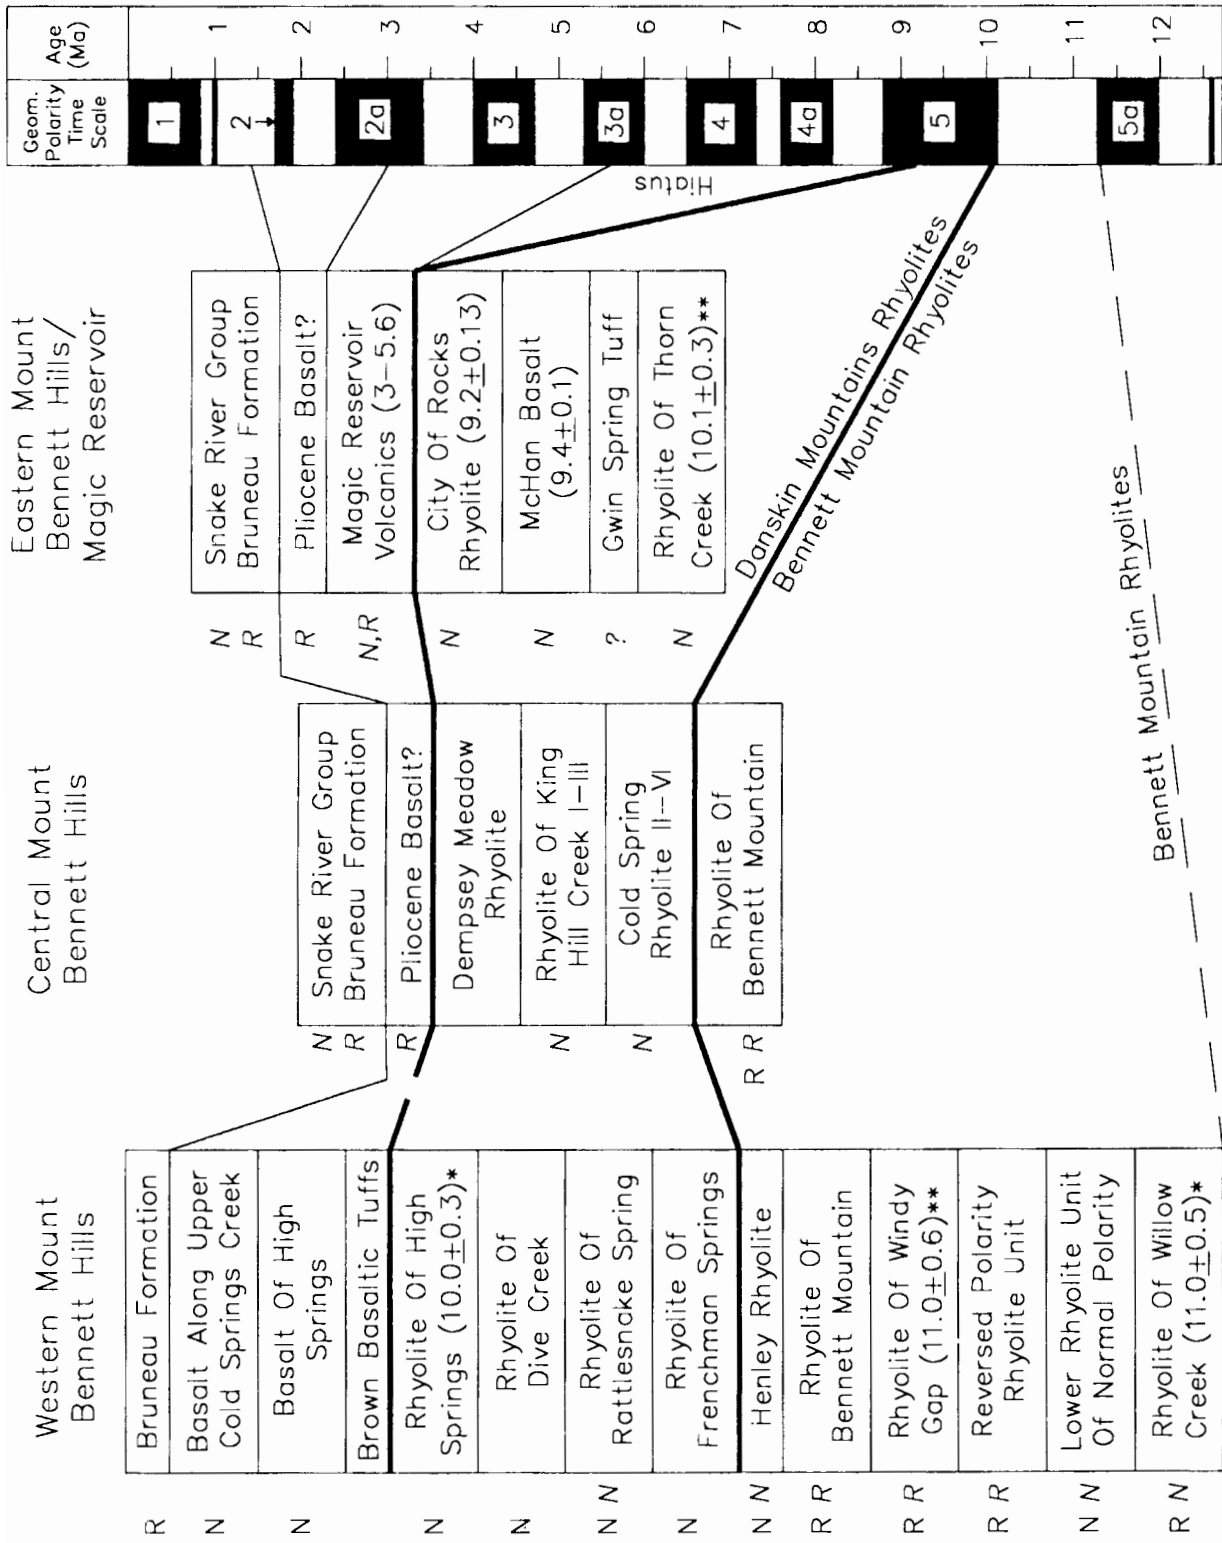 Western Mount
Bennett Hills
R
Bruneau Formation
N
Basalt Along Upper
Cold Springs Creek
N
Basalt Of High
Springs
Brown Basaltic Tuffs
N
Rhyolite Of High
Springs (10.0±0.3)*
N
Rhyolite Of
Dive Creek
N N
Rhyolite Of
Rattlesnake Spring
N
Rhyolite Of
Frenchman Springs
N N
Henley Rhyolite
R R
Rhyolite Of
Bennett Mountain
R R
Rhyolite Of Windy
Gap (11.0±0.6)**
R R
Reversed Polarity
Rhyolite Unit
N N
Lower Rhyolite Unit
Of Normal Polarity
R N
Rhyolite Of Willow
Creek (11.0±0.5)*
Central Mount
Bennett Hills
N
Snake River Group
R
Bruneau Formation
R
Pliocene Basalt?
Dempsey Meadow
Rhyolite
N
Rhyolite Of King
Hill Creek I-III
N
Cold Spring
Rhyolite II-VI
R R
Rhyolite Of
Bennett Mountain
Eastern Mount
Bennett Hills/
Magic Reservoir
N
Snake River Group
R
Bruneau Formation
R
Pliocene Basalt?
N,R
Magic Reservoir
Volcanics (3-5.6)
N
City Of Rocks
Rhyolite (9.2±0.13)
N
McHan Basalt
(9.4±0.1)
?
Gwin Spring Tuff
N
Rhyolite Of Thorn
Creek (10.1±0.3)**
Hiatus
Danskin Mountains Rhyolites
Bennett Mountain Rhyolites
Bennett Mountain Rhyolites
Geom.
Polarity
Time
Scale
1
2
2a
3
3a
4
4a
5
5a
Age
(Ma)
1
2
3
4
5
6
7
8
9
10
11
12